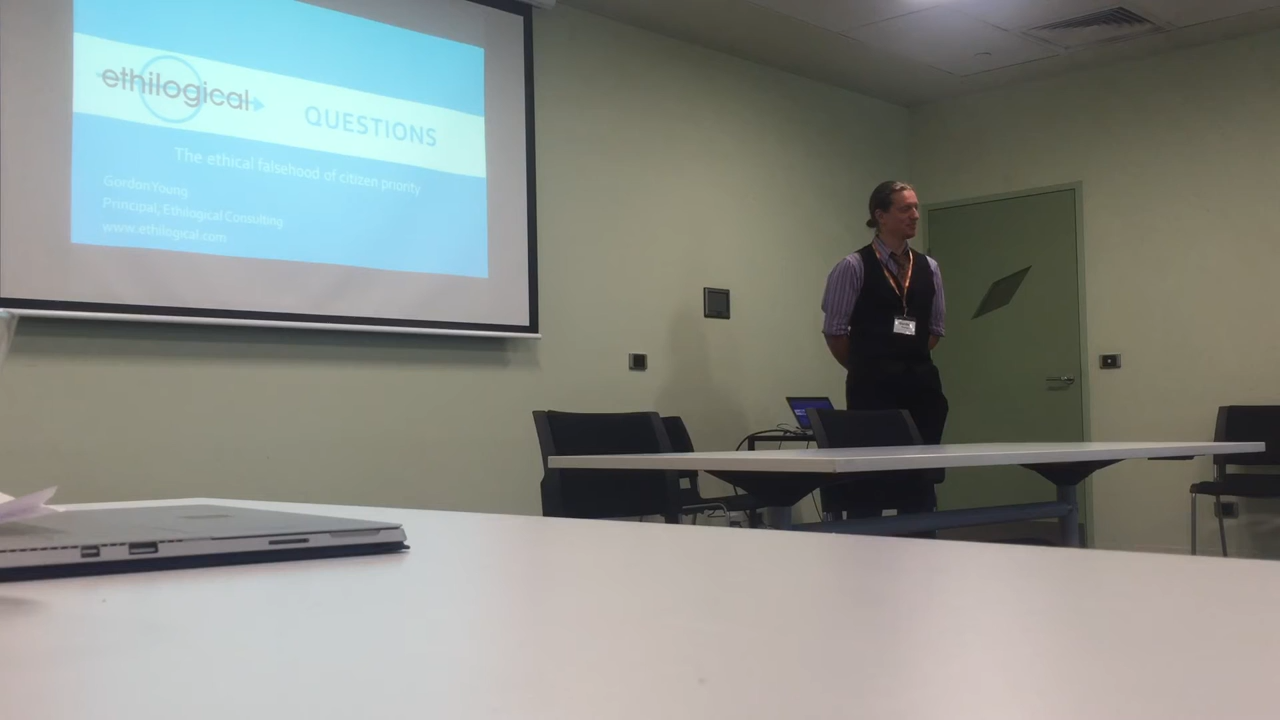 ethilogical
QUESTIONS
The ethical falsehood of citizen priority
Gordon Young
Principal, Ethilogical Consulting
www.ethilogical.com